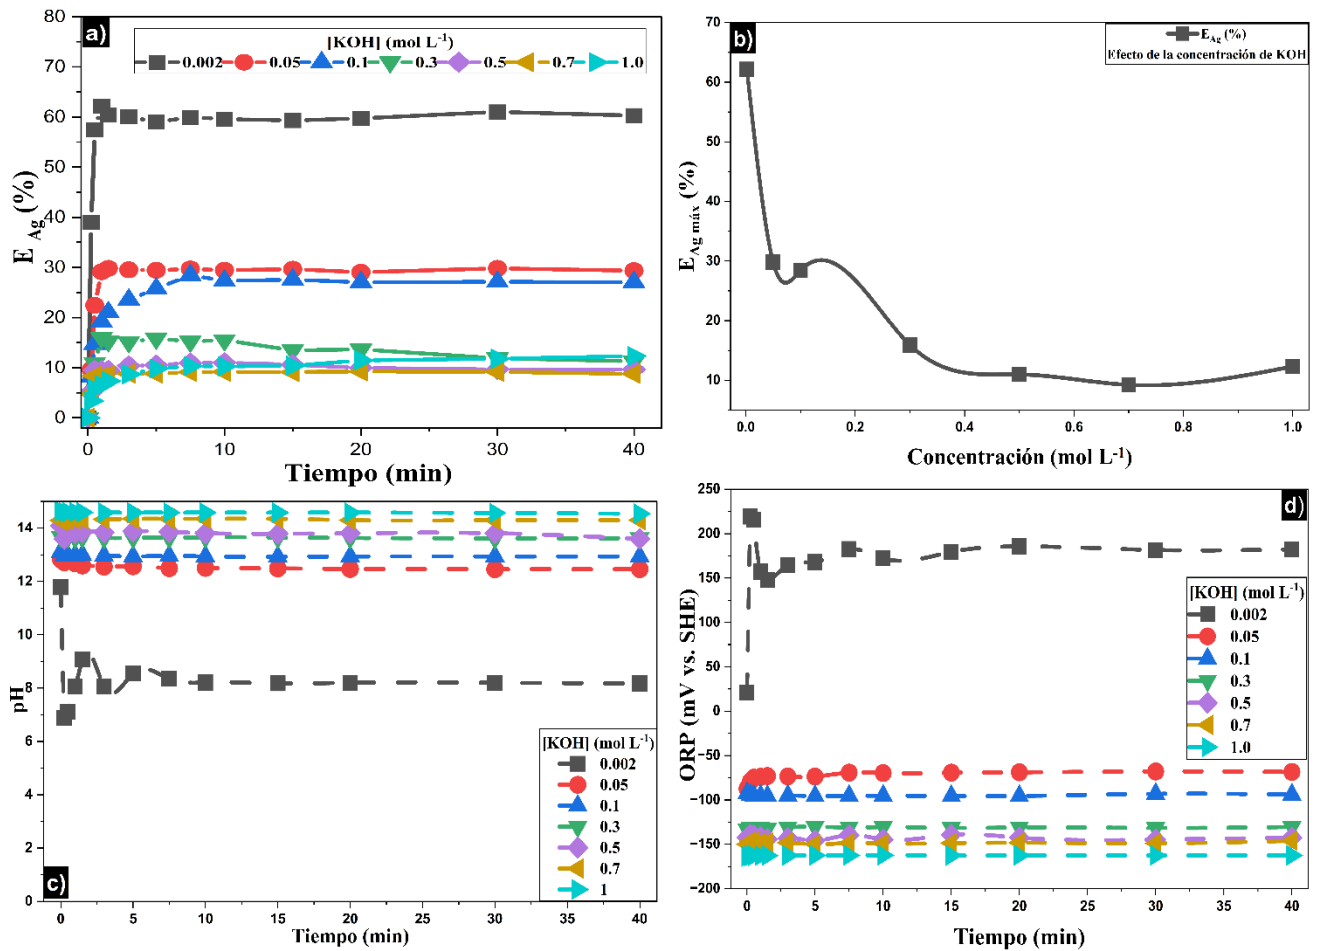 a)
[KOH] (mol L-1)
0.002 0.05 0.1 0.3 0.5 0.7 1.0
E Ag (%)
80
70
60
50
40
30
20
10
0
0 5 10 15 20 25 30 35 40
Tiempo (min)
b)
EAg (%)
Efecto de la concentración de KOH
EAg máx (%)
70
60
50
40
30
20
10
0.0 0.2 0.4 0.6 0.8 1.0
Concentración (mol L-1)
c)
pH
14
12
10
8
6
4
2
0
[KOH] (mol L-1)
0.002
0.05
0.1
0.3
0.5
0.7
1
0 5 10 15 20 25 30 35 40
Tiempo (min)
d)
ORP (mV vs. SHE)
250
200
150
100
50
0
−50
−100
−150
−200
[KOH] (mol L-1)
0.002
0.05
0.1
0.3
0.5
0.7
1.0
0 5 10 15 20 25 30 35 40
Tiempo (min)